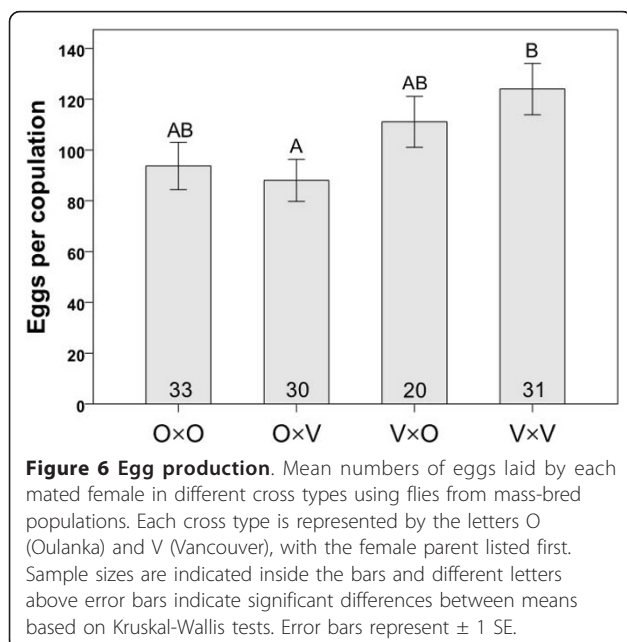 140
120
100
80
60
40
20
0
Eggs per copulation
AB
A
AB
B
33
30
20
31
O×O
O×V
V×O
V×V
Figure 6 Egg production. Mean numbers of eggs laid by each
mated female in different cross types using flies from mass-bred
populations. Each cross type is represented by the letters O
(Oulanka) and V (Vancouver), with the female parent listed first.
Sample sizes are indicated inside the bars and different letters
above error bars indicate significant differences between means
based on Kruskal-Wallis tests. Error bars represent ± 1 SE.